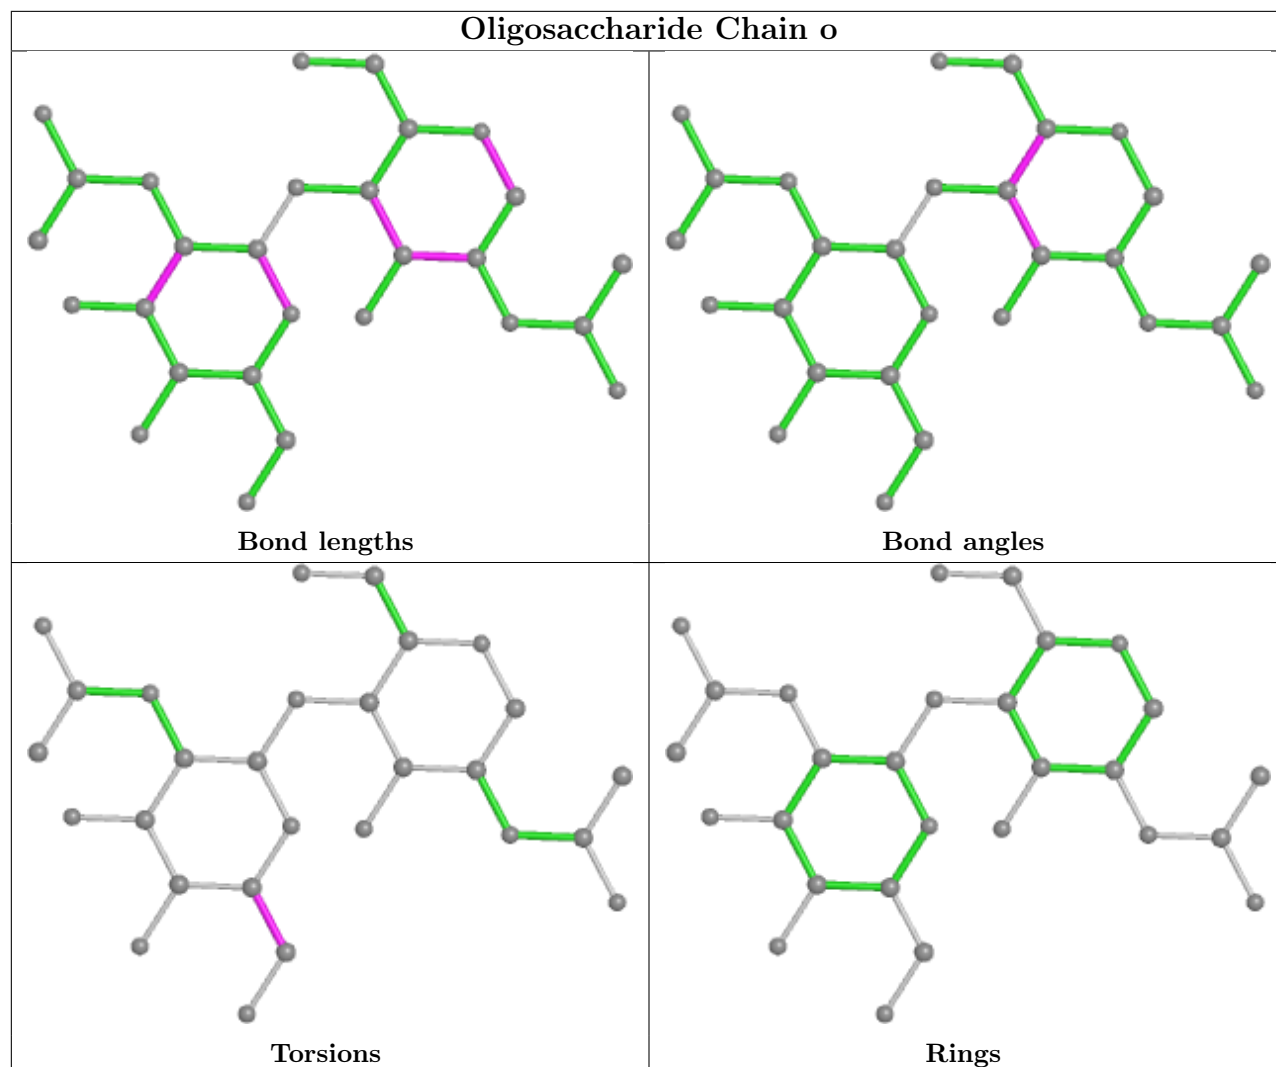 Oligosaccharide Chain o
Bond lengths
Bond angles
Torsions
Rings